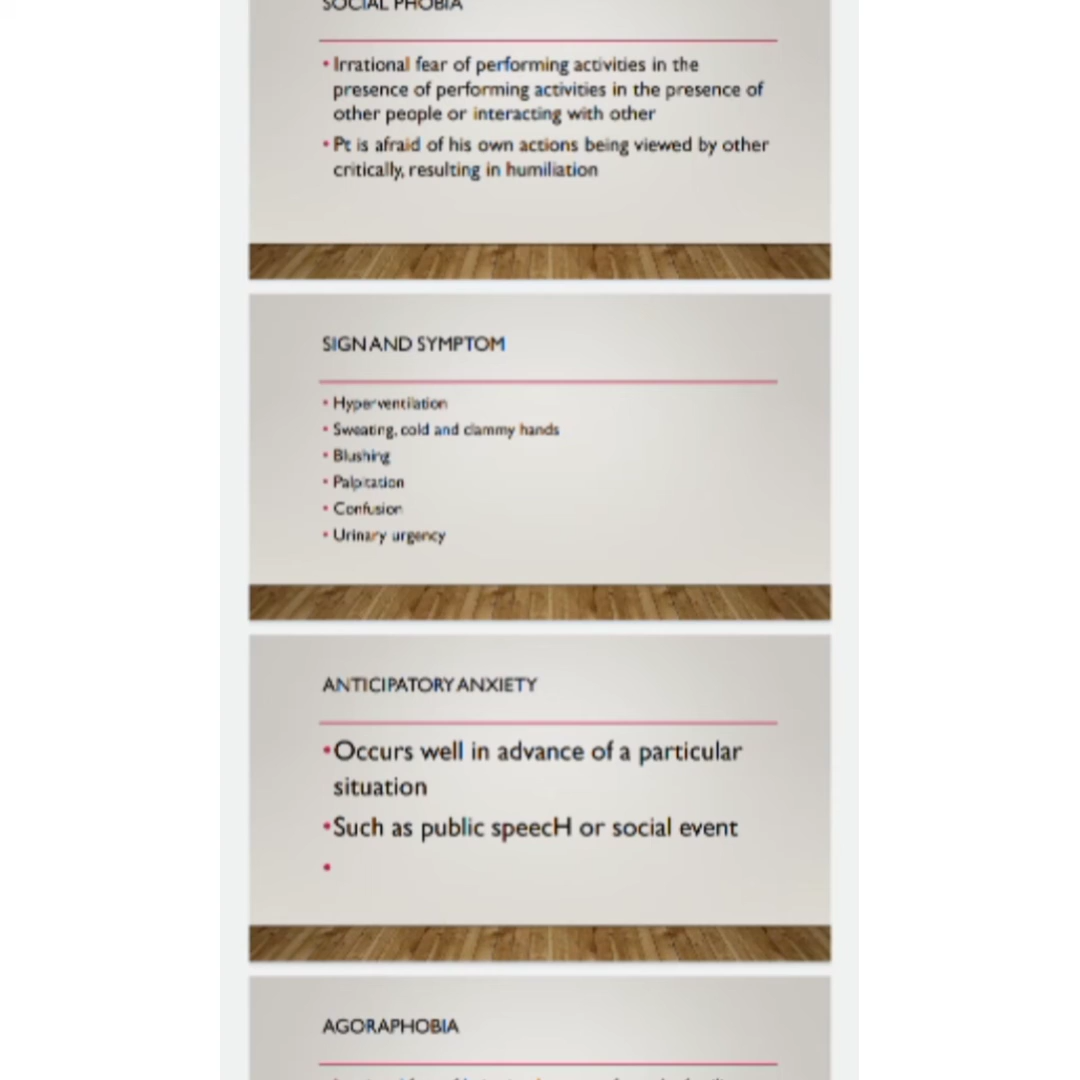 SOCIAL PHOBIA
• Irrational fear of performing activities in the
presence of performing activities in the presence of
other people or interacting with other
• Pt is afraid of his own actions being viewed by other
critically, resulting in humiliation
SIGN AND SYMPTOM
• Hyperventilation
• Sweating, cold and clammy hands
• Blushing
• Palpitation
• Confusion
• Urinary urgency
ANTICIPATORY ANXIETY
•Occurs well in advance of a particular
situation
•Such as public speecH or social event
•
AGORAPHOBIA